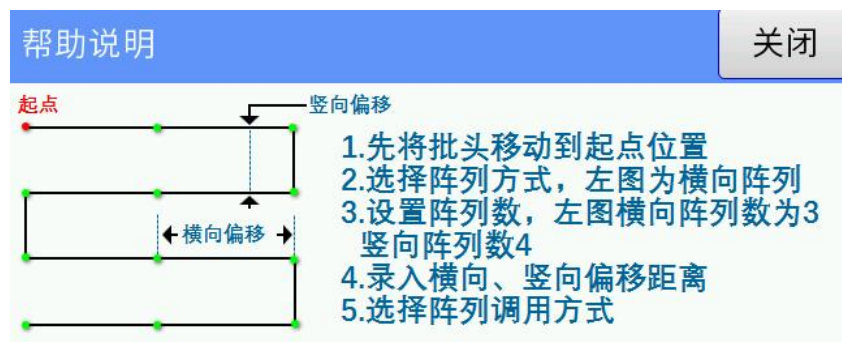 帮助说明
关闭
起点
竖向偏移
横向偏移
1.先将批头移动到起点位置
2.选择阵列方式，左图为横向阵列
3.设置阵列数，左图横向阵列数为3
竖向阵列数4
4.录入横向、竖向偏移距离
5.选择阵列调用方式